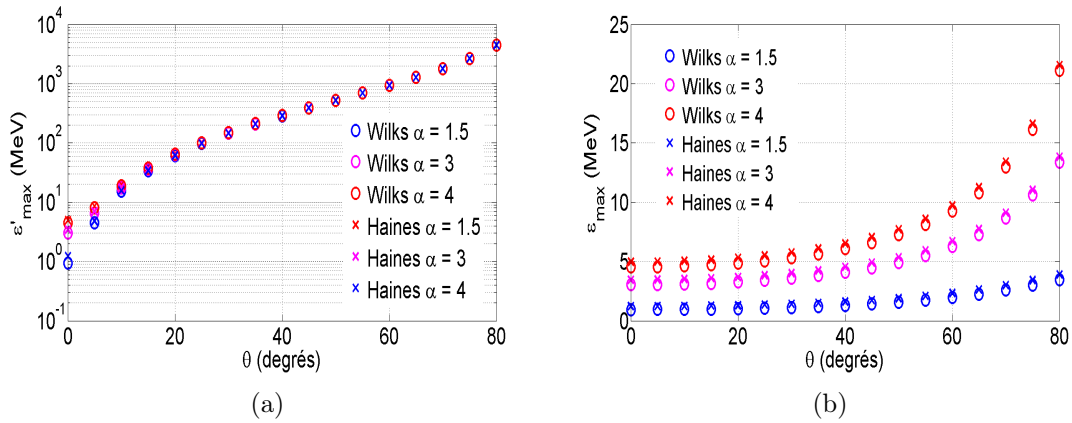 10^4
10^3
10^2
10^1
10^0
10^-1
ε'max (MeV)
0
20
40
60
80
θ (degrés)
Wilks α = 1.5
Wilks α = 3
Wilks α = 4
Haines α = 1.5
Haines α = 3
Haines α = 4
(a)
25
20
15
10
5
0
εmax (MeV)
0
20
40
60
80
θ (degrés)
Wilks α = 1.5
Wilks α = 3
Wilks α = 4
Haines α = 1.5
Haines α = 3
Haines α = 4
(b)